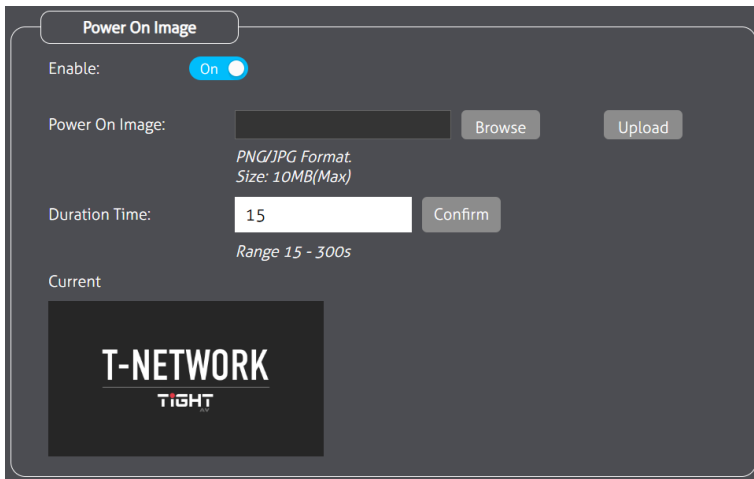 Power On Image
Enable: On
Power On Image: Browse Upload
PNG/JPG Format.
Size: 10MB(Max)
Duration Time: 15 Confirm
Range 15 - 300s
Current
T-NETWORK
TiGHT
AV